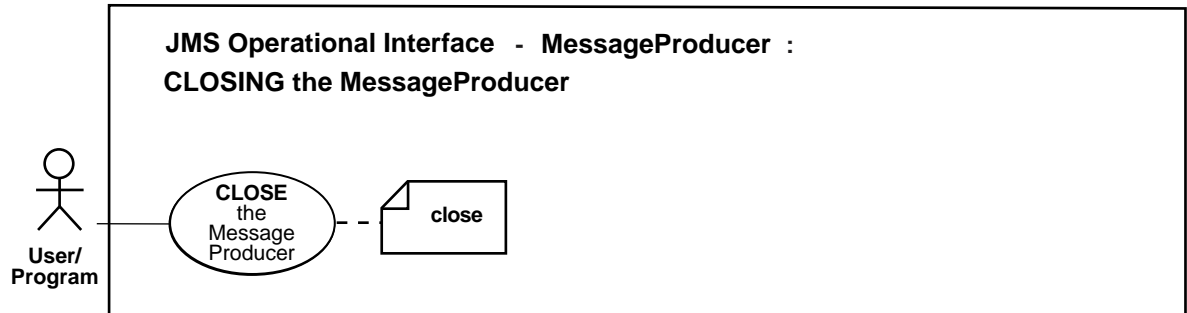 JMS Operational Interface - MessageProducer :
CLOSING the MessageProducer
CLOSE
the
Message
Producer
close
User/
Program